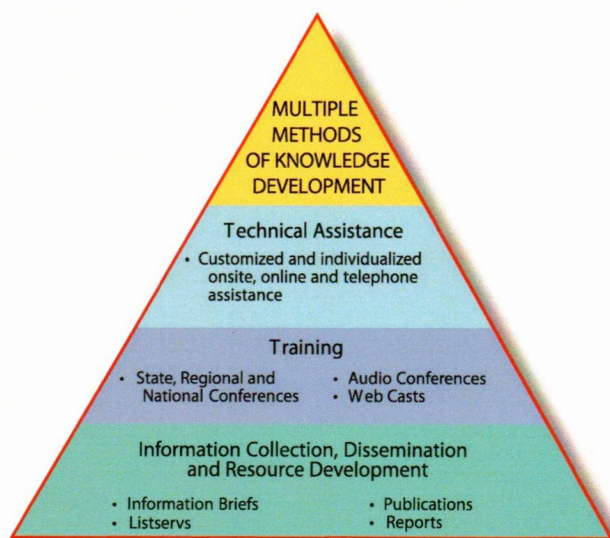 MULTIPLE
METHODS
OF KNOWLEDGE
DEVELOPMENT
Technical Assistance
• Customized and individualized
onsite, online and telephone
assistance
Training
• State, Regional and
National Conferences
• Audio Conferences
• Web Casts
Information Collection, Dissemination
and Resource Development
• Information Briefs
• Listservs
• Publications
• Reports